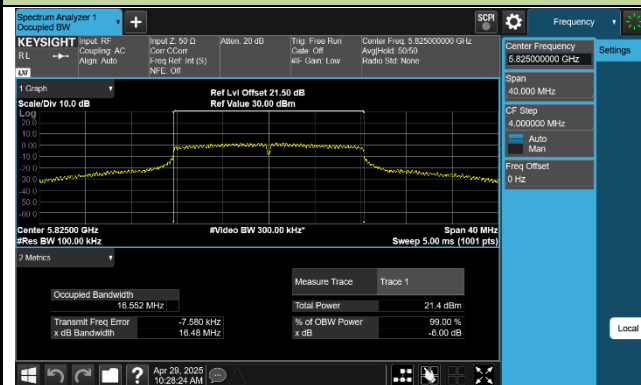 Spectrum Analyzer 1
Occupied BW
SCPI
Frequency
KEYSIGHT
RL
Input: RF
Coupling: AC
Align: Auto
Input Z: 50 Ω
Corr CCorr
Freq Ref: Int (S)
NFE: Off
Atten: 20 dB
Trig: Free Run
Gate: Off
#IF Gain: Low
Center Freq: 5.825000000 GHz
Avg|Hold: 50/50
Radio Std: None
LXI
Center Frequency
5.825000000 GHz
Settings
Span
40.000 MHz
CF Step
4.000000 MHz
Auto
Man
Freq Offset
0 Hz
1 Graph
Scale/Div 10.0 dB
Ref Lvl Offset 21.50 dB
Ref Value 30.00 dBm
Log
20.0
10.0
0.00
-10.0
-20.0
-30.0
-40.0
-50.0
-60.0
Center 5.82500 GHz
#Res BW 100.00 kHz
#Video BW 300.00 kHz*
Span 40 MHz
Sweep 5.00 ms (1001 pts)
2 Metrics
Measure Trace
Trace 1
Occupied Bandwidth
16.552 MHz
Total Power
21.4 dBm
Transmit Freq Error
-7.580 kHz
% of OBW Power
99.00 %
x dB Bandwidth
16.48 MHz
x dB
-6.00 dB
Local
?
Apr 29, 2025
10:28:24 AM